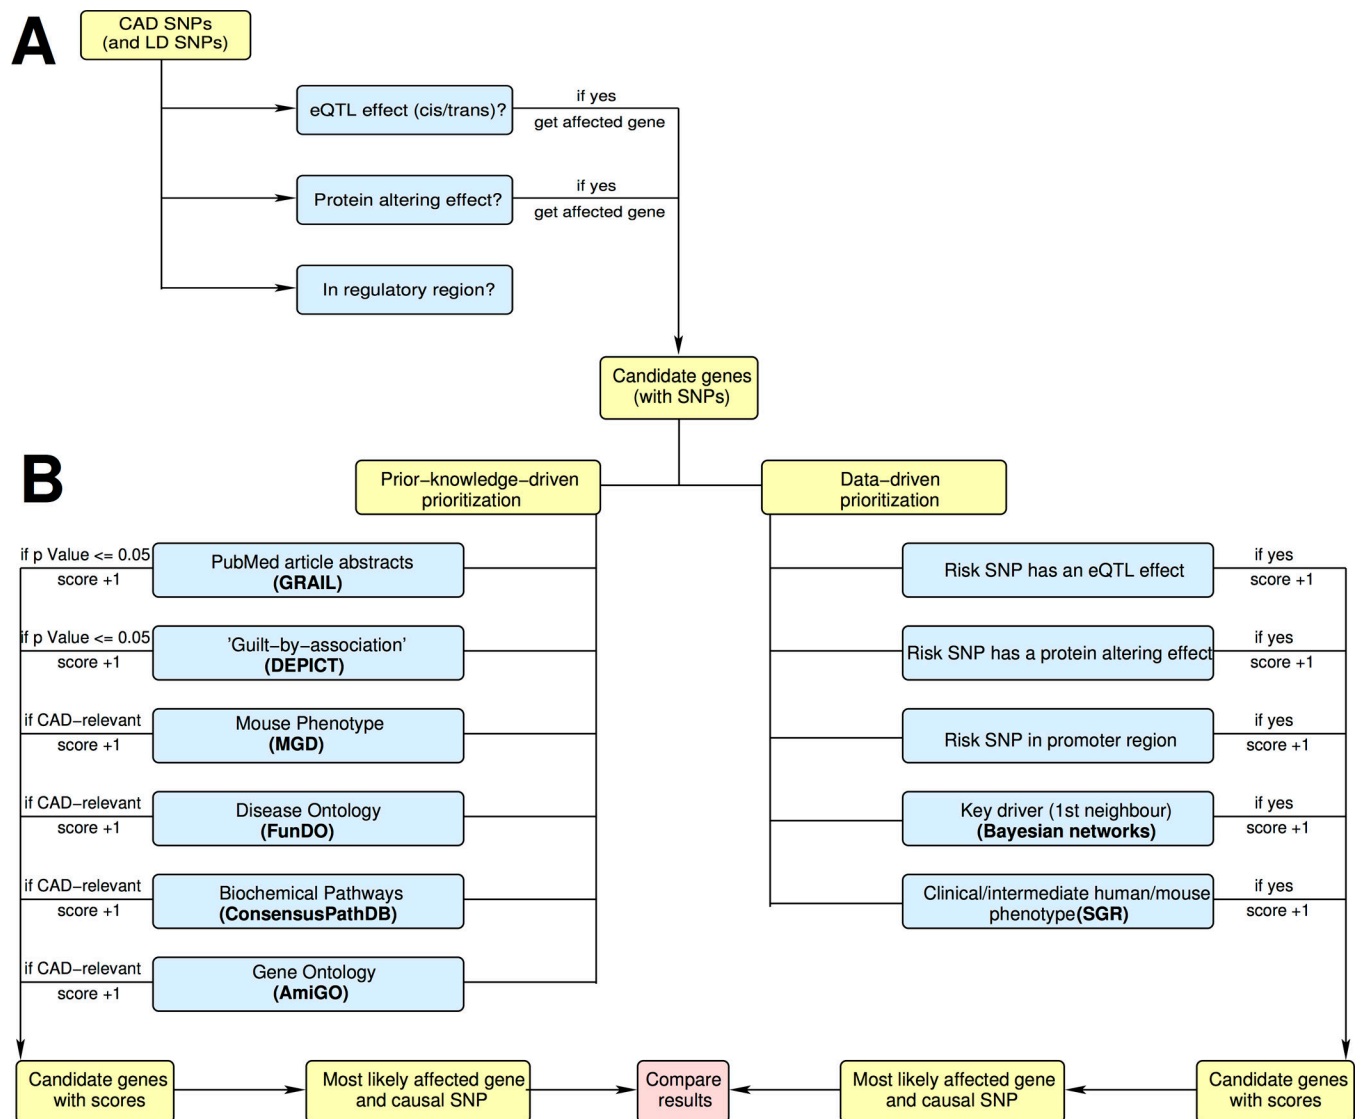 A
CAD SNPs
(and LD SNPs)
eQTL effect (cis/trans)?
if yes
get affected gene
Protein altering effect?
if yes
get affected gene
In regulatory region?
Candidate genes
(with SNPs)
B
Prior−knowledge−driven
prioritization
Data−driven
prioritization
if p Value <= 0.05
score +1
PubMed article abstracts
(GRAIL)
if p Value <= 0.05
score +1
'Guilt−by−association'
(DEPICT)
if CAD−relevant
score +1
Mouse Phenotype
(MGD)
if CAD−relevant
score +1
Disease Ontology
(FunDO)
if CAD−relevant
score +1
Biochemical Pathways
(ConsensusPathDB)
if CAD−relevant
score +1
Gene Ontology
(AmiGO)
Risk SNP has an eQTL effect
if yes
score +1
Risk SNP has a protein altering effect
if yes
score +1
Risk SNP in promoter region
if yes
score +1
Key driver (1st neighbour)
(Bayesian networks)
if yes
score +1
Clinical/intermediate human/mouse
phenotype(SGR)
if yes
score +1
Candidate genes
with scores
Most likely affected gene
and causal SNP
Compare
results
Most likely affected gene
and causal SNP
Candidate genes
with scores